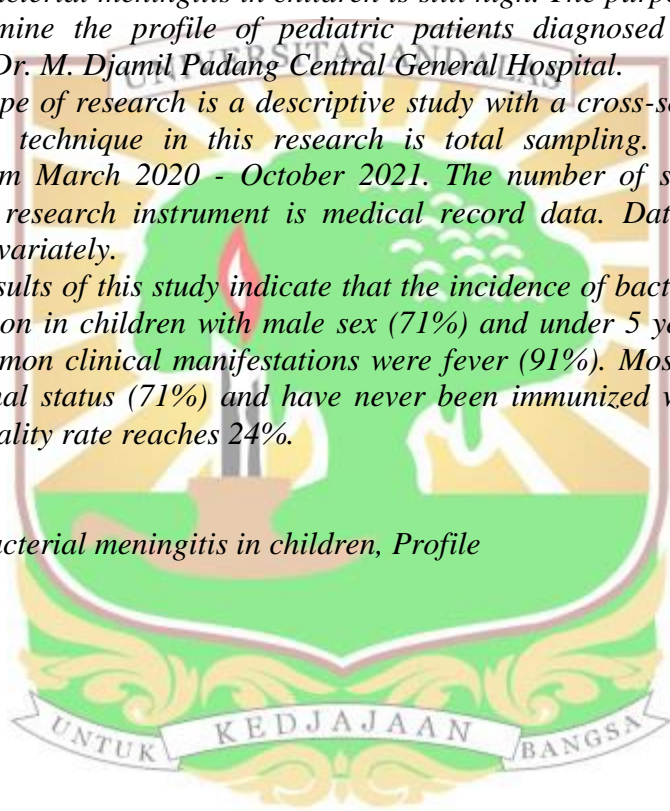 acterial meningitis in children is still high. The purpo
mine the profile of pediatric patients diagnosed
Dr. M. Djamil Padang Central General Hospital.
UNIVERSITAS ANDALAS
pe of research is a descriptive study with a cross-se
technique in this research is total sampling.
m March 2020 - October 2021. The number of s
research instrument is medical record data. Dat
variately.
sults of this study indicate that the incidence of bact
on in children with male sex (71%) and under 5 ye
mon clinical manifestations were fever (91%). Mos
al status (71%) and have never been immunized v
ality rate reaches 24%.
acterial meningitis in children, Profile
UNTUK KEDJAJAAN BANGSA